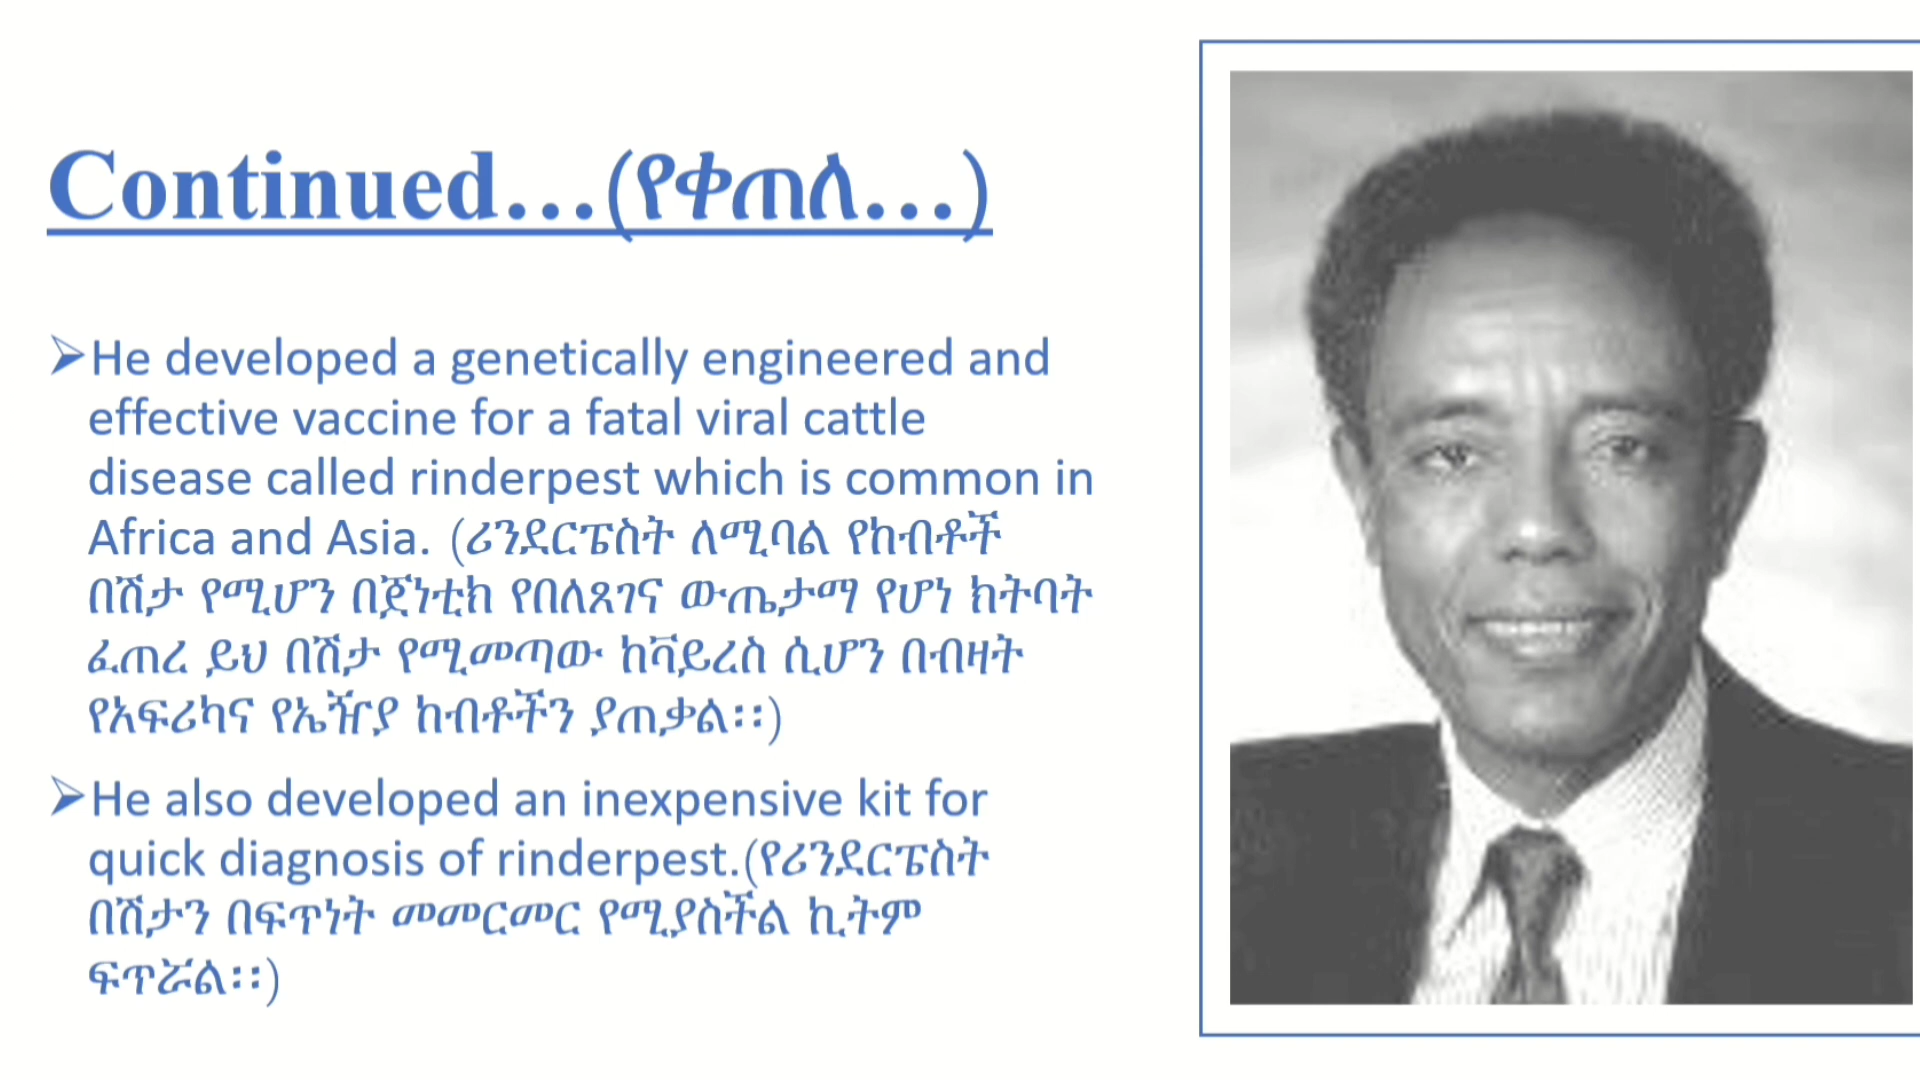 Continued…(የቀጠለ…)
➢He developed a genetically engineered and
effective vaccine for a fatal viral cattle
disease called rinderpest which is common in
Africa and Asia. (ሪንደርፔስት ለሚባል የከብቶች
በሽታ የሚሆን በጀነቲክ የበለጸገና ውጤታማ የሆነ ክትባት
ፈጠረ ይህ በሽታ የሚመጣው ከቫይረስ ሲሆን በብዛት
የአፍሪካና የኤዥያ ከብቶችን ያጠቃል፡፡)
➢He also developed an inexpensive kit for
quick diagnosis of rinderpest.(የሪንደርፔስት
በሽታን በፍጥነት መመርመር የሚያስችል ኪትም
ፍጥሯል፡፡)